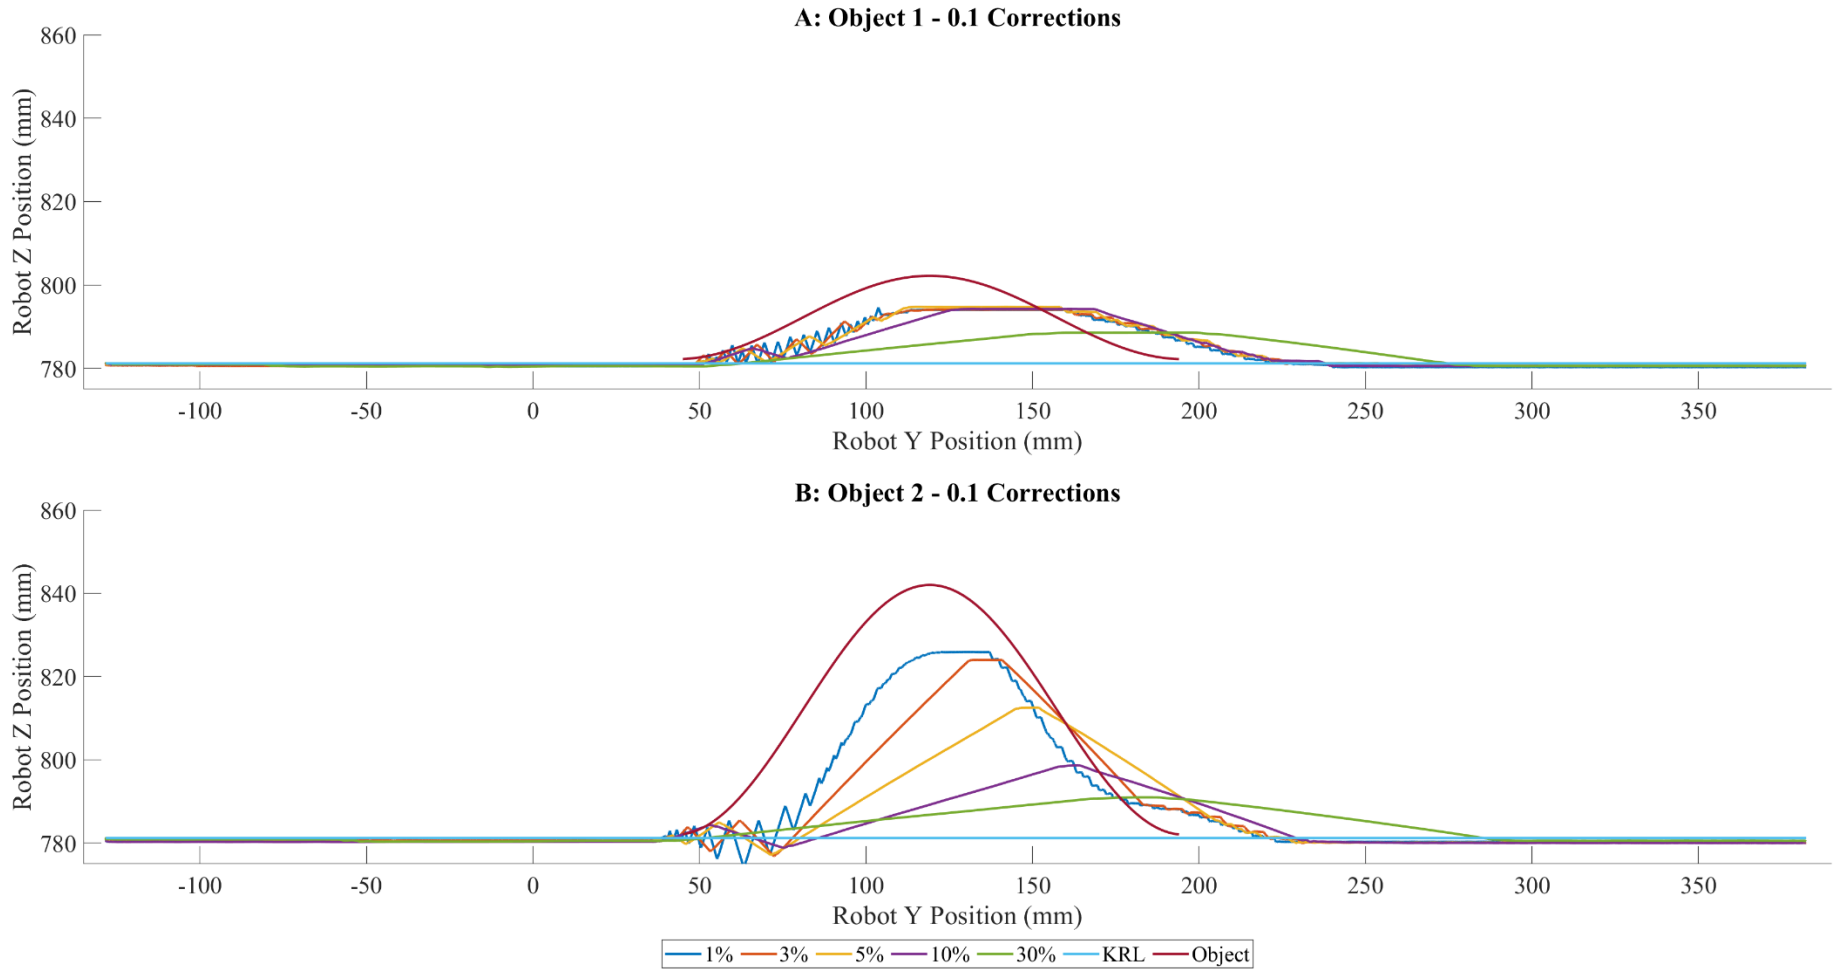 A: Object 1 - 0.1 Corrections
860
840
820
800
780
Robot Z Position (mm)
-100 -50 0 50 100 150 200 250 300 350
Robot Y Position (mm)
B: Object 2 - 0.1 Corrections
860
840
820
800
780
Robot Z Position (mm)
-100 -50 0 50 100 150 200 250 300 350
Robot Y Position (mm)
1% 3% 5% 10% 30% KRL Object